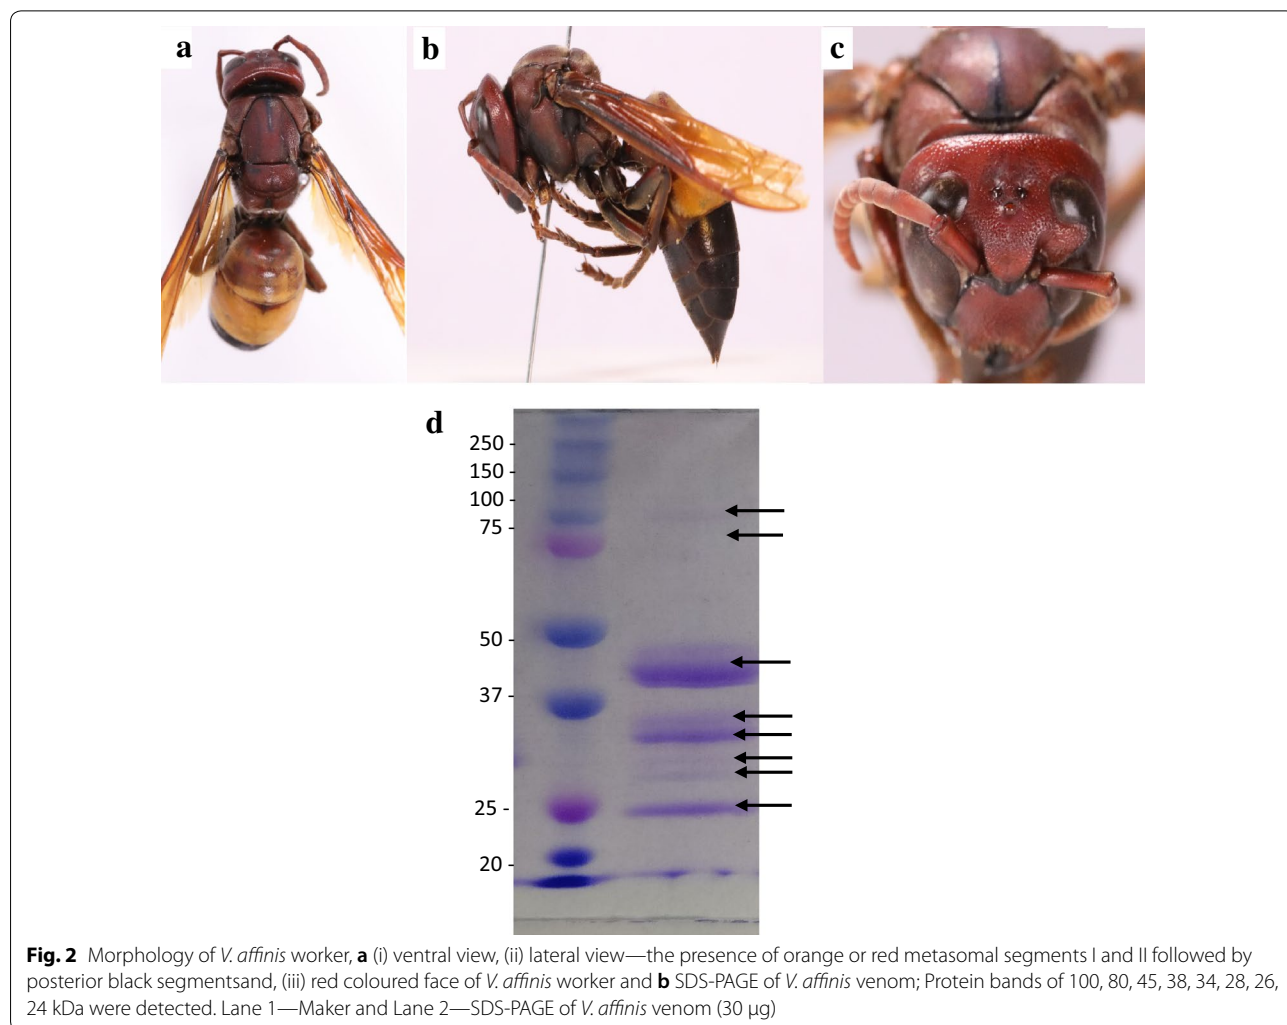 a
b
c
d
250 -
150 -
100 -
75 -
50 -
37 -
25 -
20 -
Fig. 2 Morphology of V. affinis worker, a (i) ventral view, (ii) lateral view—the presence of orange or red metasomal segments I and II followed by
posterior black segmentsand, (iii) red coloured face of V. affinis worker and b SDS-PAGE of V. affinis venom; Protein bands of 100, 80, 45, 38, 34, 28, 26,
24 kDa were detected. Lane 1—Maker and Lane 2—SDS-PAGE of V. affinis venom (30 µg)